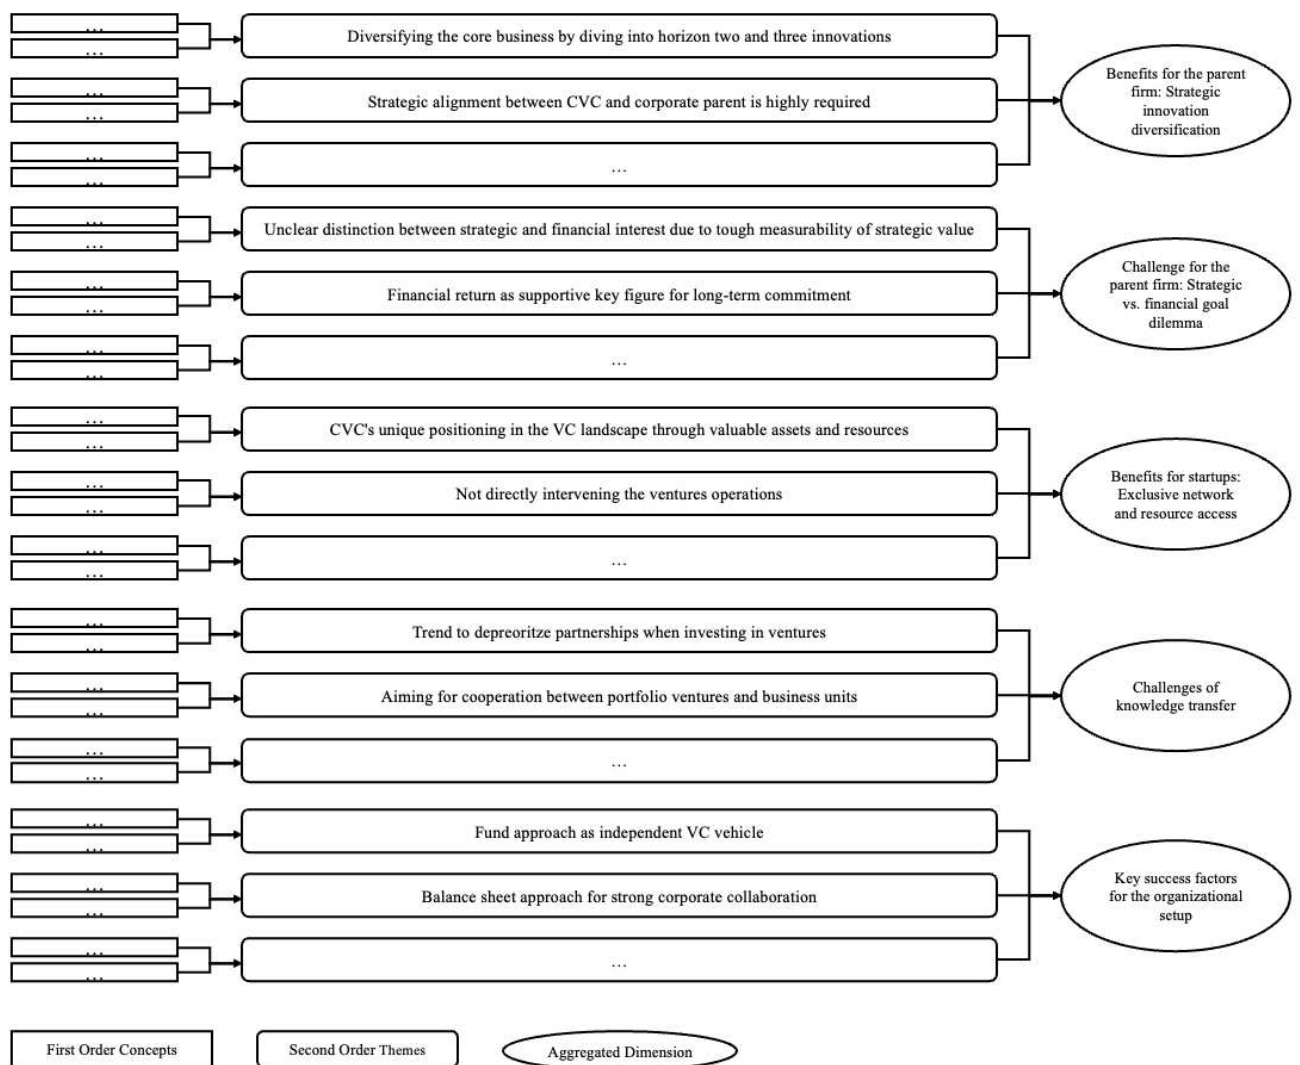 ...
...
Diversifying the core business by diving into horizon two and three innovations
...
...
Strategic alignment between CVC and corporate parent is highly required
...
...
...
Benefits for the parent
firm: Strategic
innovation
diversification
...
...
Unclear distinction between strategic and financial interest due to tough measurability of strategic value
...
...
Financial return as supportive key figure for long-term commitment
...
...
...
Challenge for the
parent firm: Strategic
vs. financial goal
dilemma
...
...
CVC's unique positioning in the VC landscape through valuable assets and resources
...
...
Not directly intervening the ventures operations
...
...
...
Benefits for startups:
Exclusive network
and resource access
...
...
Trend to depreoritze partnerships when investing in ventures
...
...
Aiming for cooperation between portfolio ventures and business units
...
...
...
Challenges of
knowledge transfer
...
...
Fund approach as independent VC vehicle
...
...
Balance sheet approach for strong corporate collaboration
...
...
...
Key success factors
for the organizational
setup
First Order Concepts
Second Order Themes
Aggregated Dimension